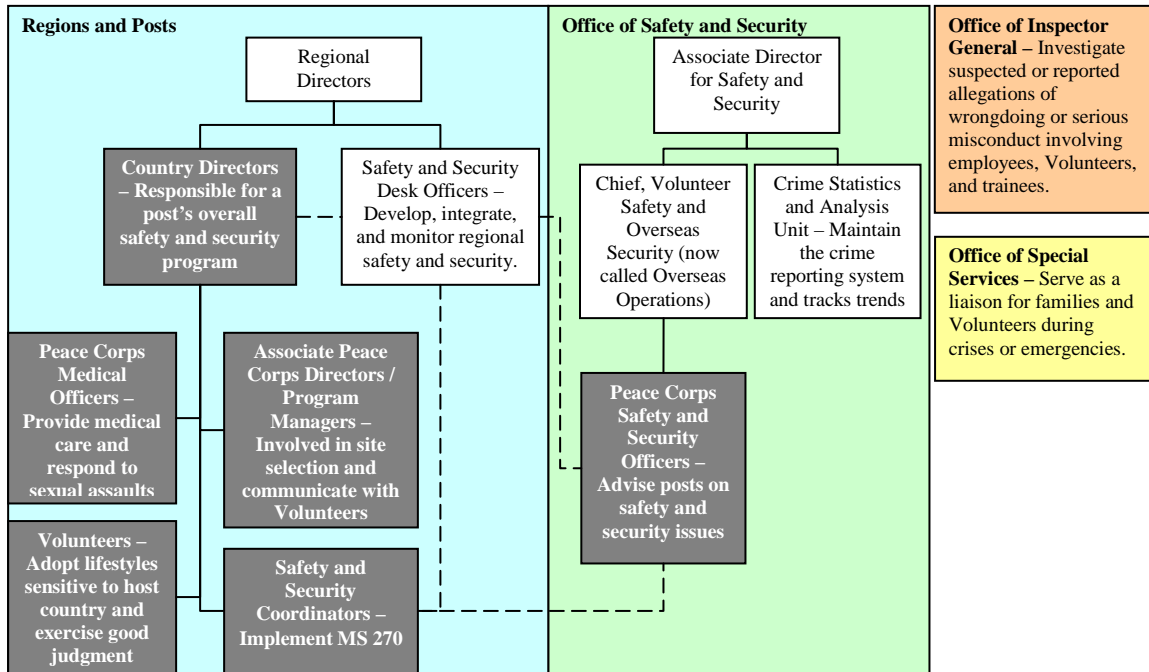 Regions and Posts
Regional
Directors
Country Directors
– Responsible for a
post's overall
safety and security
program
Safety and Security
Desk Officers –
Develop, integrate,
and monitor regional
safety and security.
Peace Corps
Medical
Officers –
Provide medical
care and
respond to
sexual assaults
Associate Peace
Corps Directors /
Program
Managers –
Involved in site
selection and
communicate with
Volunteers
Volunteers –
Adopt lifestyles
sensitive to host
country and
exercise good
judgment
Safety and
Security
Coordinators –
Implement MS 270
Office of Safety and Security
Associate Director
for Safety and
Security
Chief, Volunteer
Safety and
Overseas
Security (now
called Overseas
Operations)
Crime Statistics
and Analysis
Unit – Maintain
the crime
reporting system
and tracks trends
Peace Corps
Safety and
Security
Officers –
Advise posts on
safety and
security issues
Office of Inspector
General – Investigate
suspected or reported
allegations of
wrongdoing or serious
misconduct involving
employees, Volunteers,
and trainees.
Office of Special
Services – Serve as a
liaison for families and
Volunteers during
crises or emergencies.